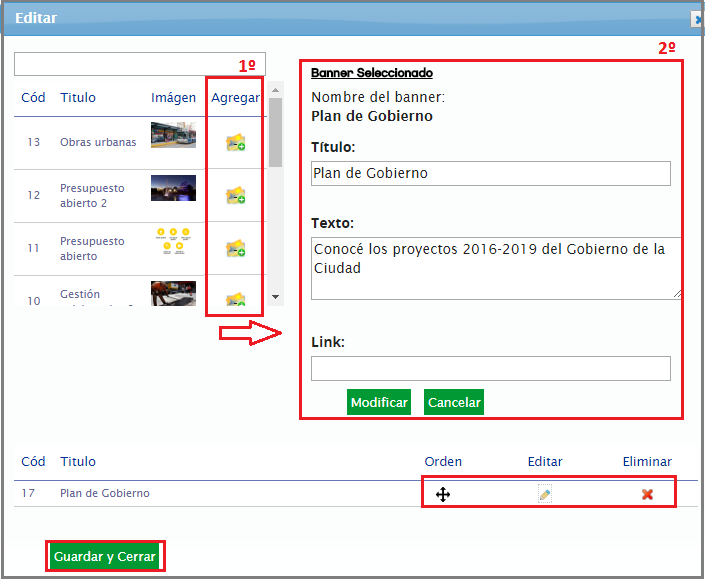 Editar
1º
2º
Cód Titulo Imágen Agregar
13 Obras urbanas
12 Presupuesto
abierto 2
11 Presupuesto
abierto
10 Gestión
Banner Seleccionado
Nombre del banner:
Plan de Gobierno
Título:
Plan de Gobierno
Texto:
Conocé los proyectos 2016-2019 del Gobierno de la
Ciudad
Link:
Modificar Cancelar
Cód Titulo Orden Editar Eliminar
17 Plan de Gobierno
Guardar y Cerrar